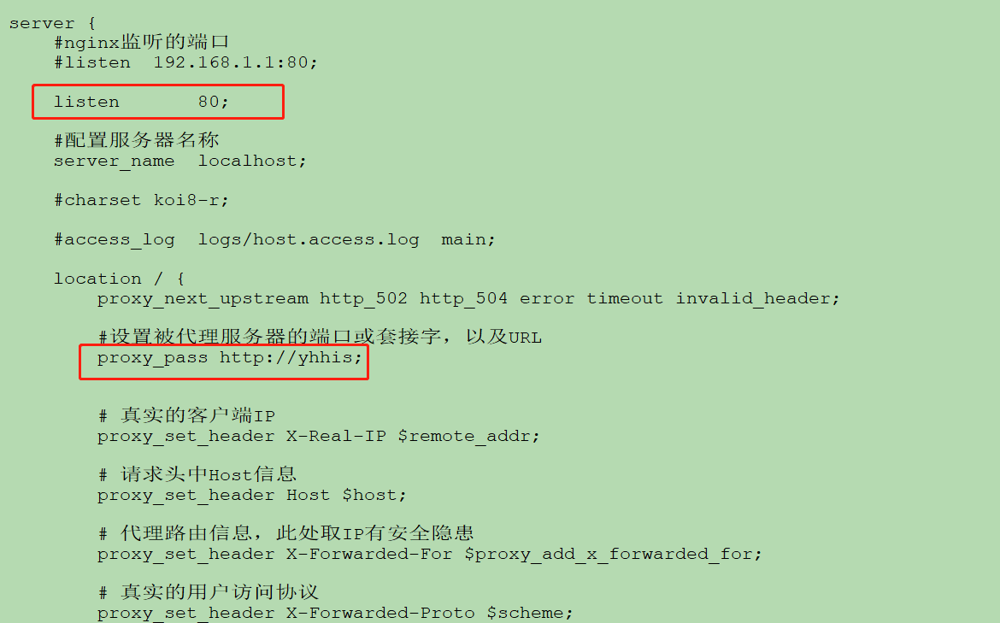 server {
    #nginx监听的端口
    #listen  192.168.1.1:80;
    listen       80;
    #配置服务器名称
    server_name  localhost;
    #charset koi8-r;
    #access_log  logs/host.access.log  main;
    location / {
        proxy_next_upstream http_502 http_504 error timeout invalid_header;
        #设置被代理服务器的端口或套接字，以及URL
        proxy_pass http://yhhis;
        # 真实的客户端IP
        proxy_set_header X-Real-IP $remote_addr;
        # 请求头中Host信息
        proxy_set_header Host $host;
        # 代理路由信息，此处取IP有安全隐患
        proxy_set_header X-Forwarded-For $proxy_add_x_forwarded_for;
        # 真实的用户访问协议
        proxy_set_header X-Forwarded-Proto $scheme;